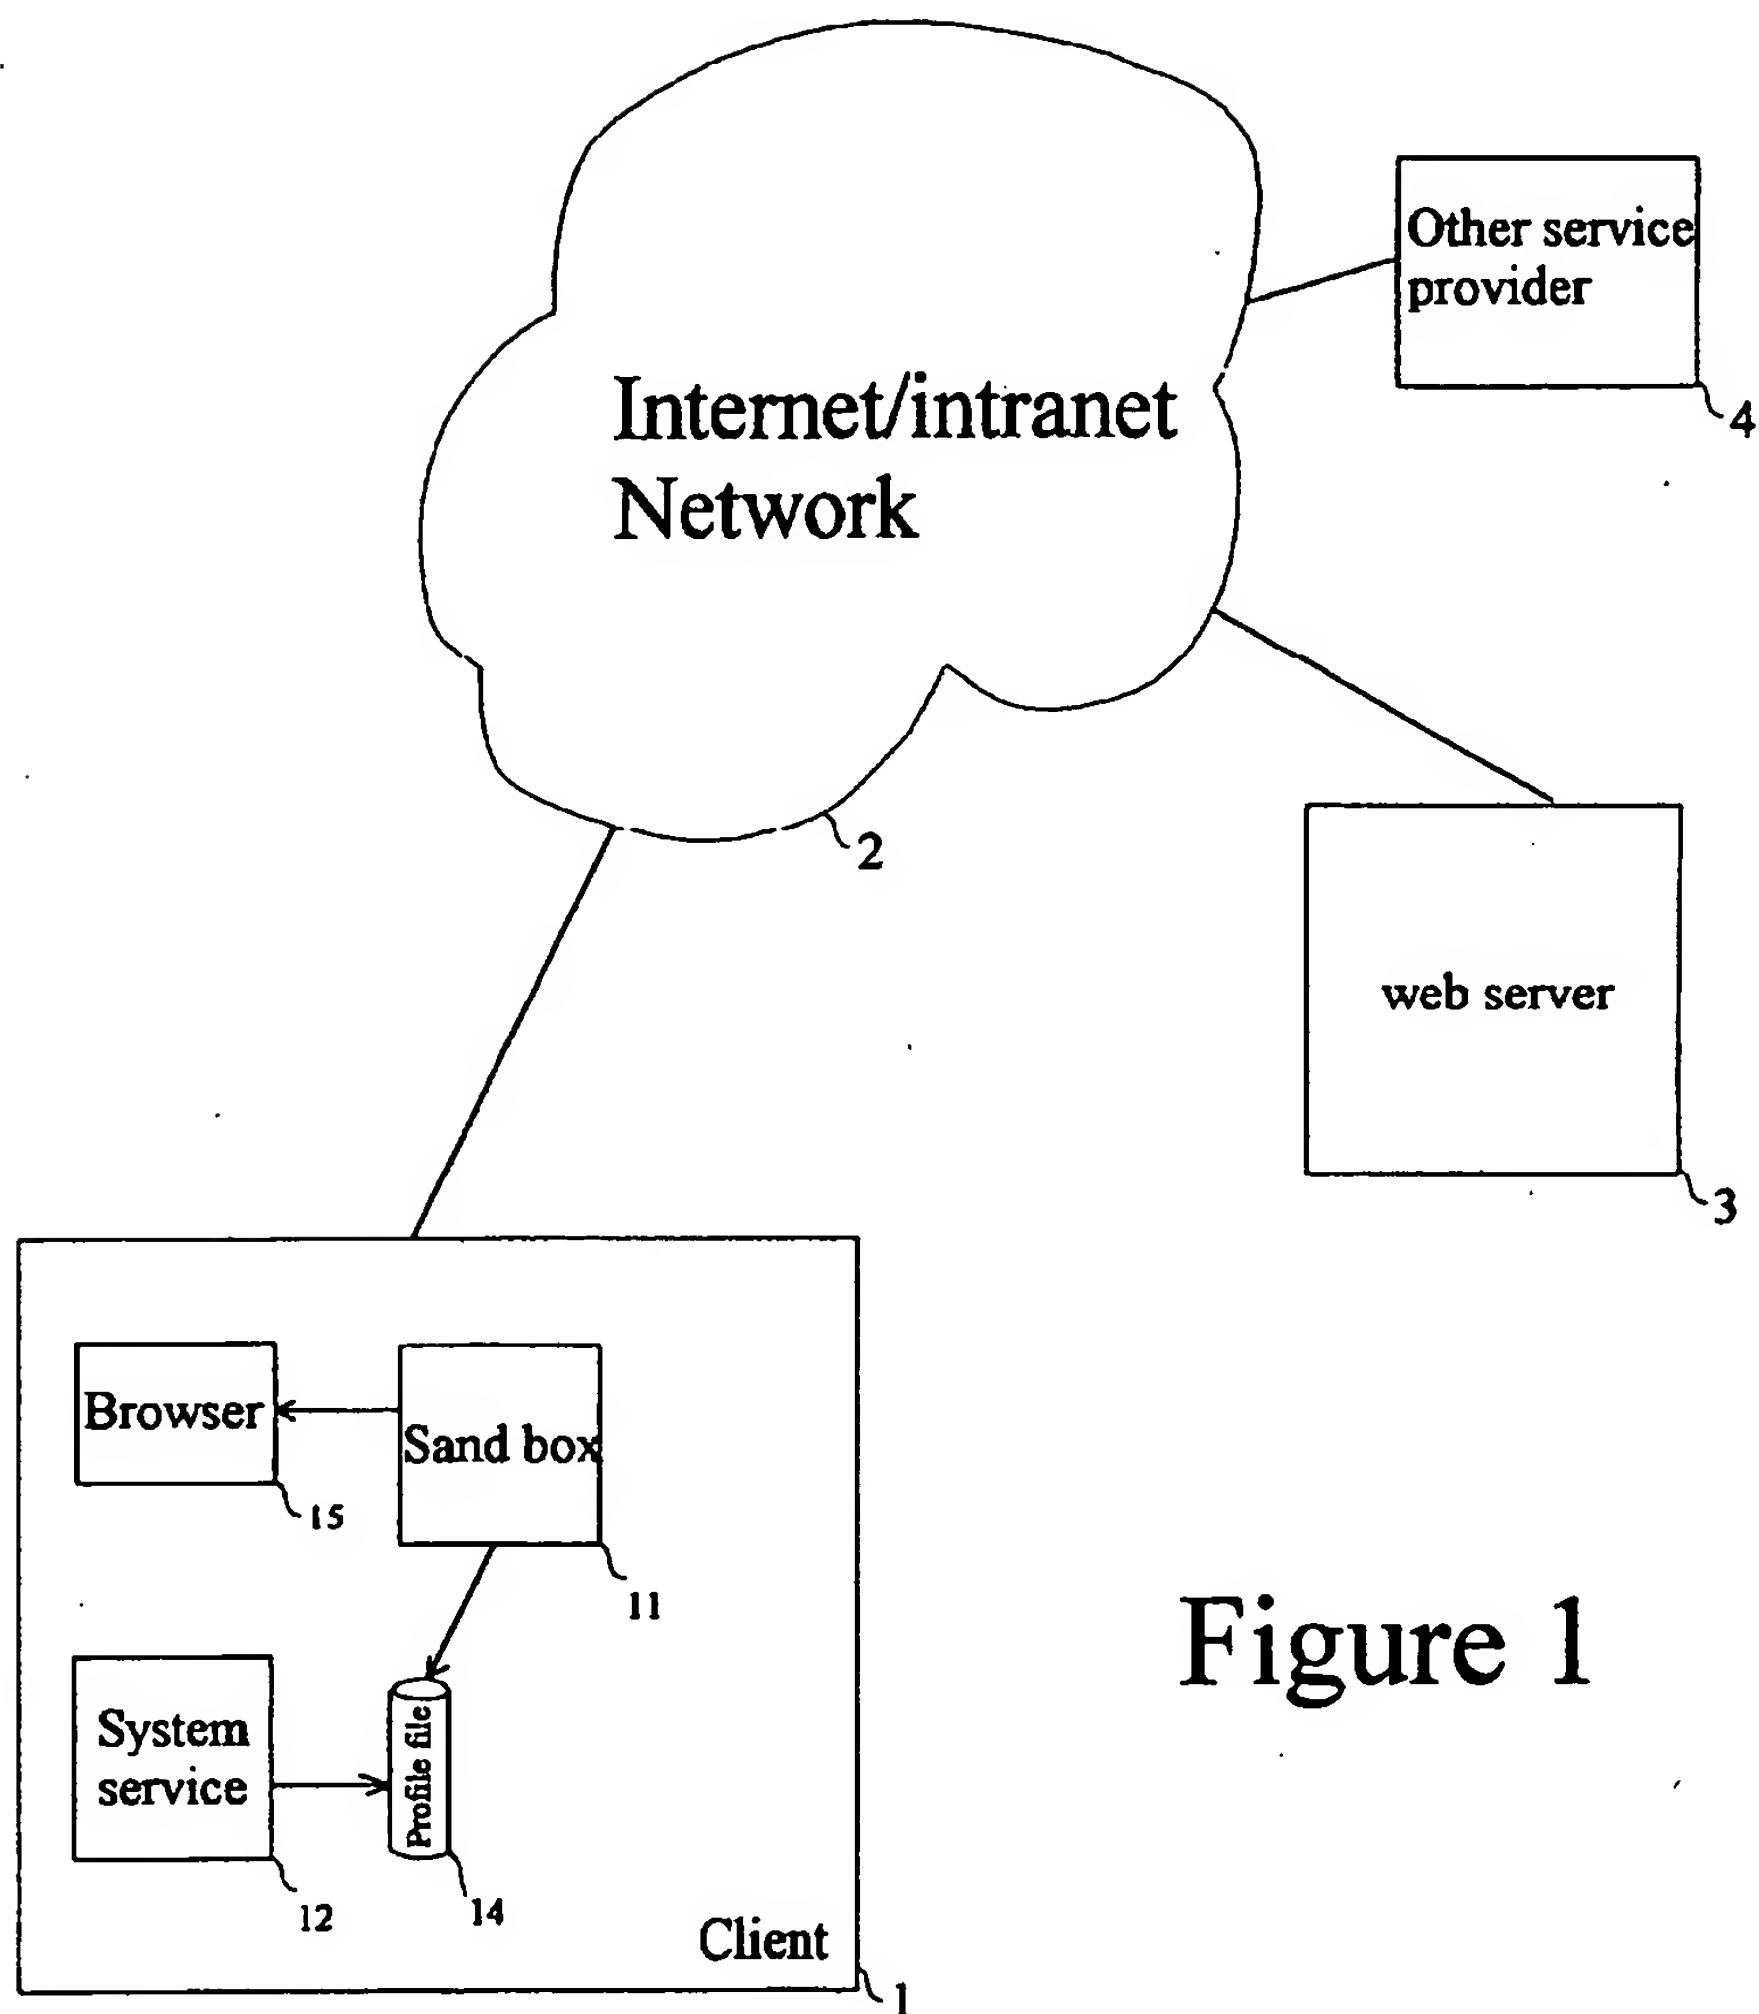 Other service
provider
4
Internet/intranet
Network
2
web server
3
Browser
15
Sand box
11
System
service
12
Profile file
14
Client
1
Figure 1